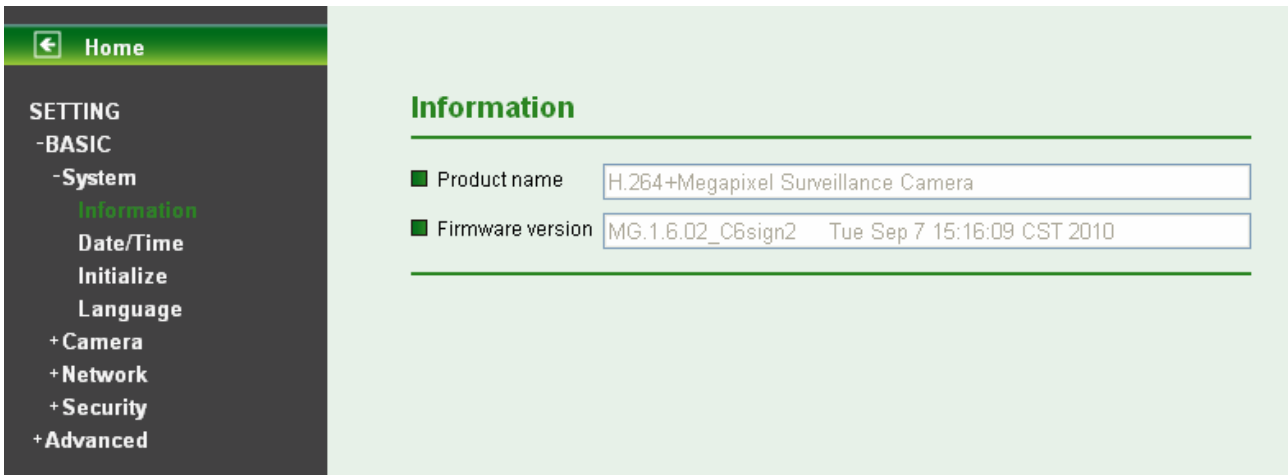 Home
SETTING
-BASIC
-System
Information
Date/Time
Initialize
Language
+Camera
+Network
+Security
+Advanced
Information
Product name H.264+Megapixel Surveillance Camera
Firmware version MG.1.6.02_C6sign2 Tue Sep 7 15:16:09 CST 2010